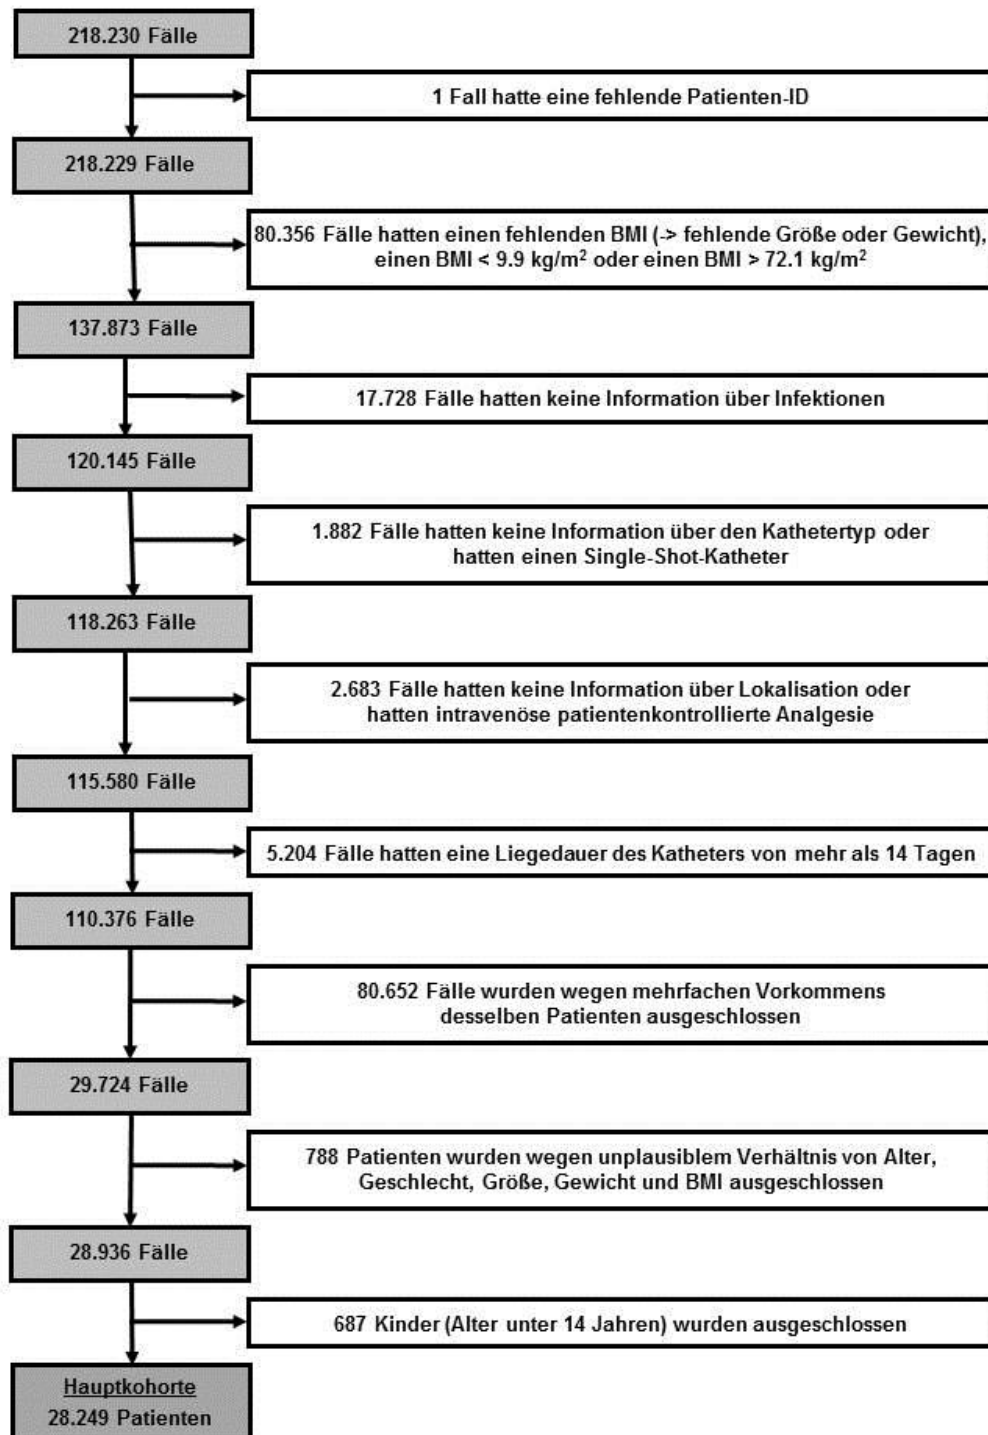 218.230 Fälle
1 Fall hatte eine fehlende Patienten-ID
218.229 Fälle
80.356 Fälle hatten einen fehlenden BMI (-> fehlende Größe oder Gewicht),
einen BMI < 9.9 kg/m² oder einen BMI > 72.1 kg/m²
137.873 Fälle
17.728 Fälle hatten keine Information über Infektionen
120.145 Fälle
1.882 Fälle hatten keine Information über den Kathetertyp oder
hatten einen Single-Shot-Katheter
118.263 Fälle
2.683 Fälle hatten keine Information über Lokalisation oder
hatten intravenöse patientenkontrollierte Analgesie
115.580 Fälle
5.204 Fälle hatten eine Liegedauer des Katheters von mehr als 14 Tagen
110.376 Fälle
80.652 Fälle wurden wegen mehrfachen Vorkommens
desselben Patienten ausgeschlossen
29.724 Fälle
788 Patienten wurden wegen unplausiblem Verhältnis von Alter,
Geschlecht, Größe, Gewicht und BMI ausgeschlossen
28.936 Fälle
687 Kinder (Alter unter 14 Jahren) wurden ausgeschlossen
Hauptkohorte
28.249 Patienten